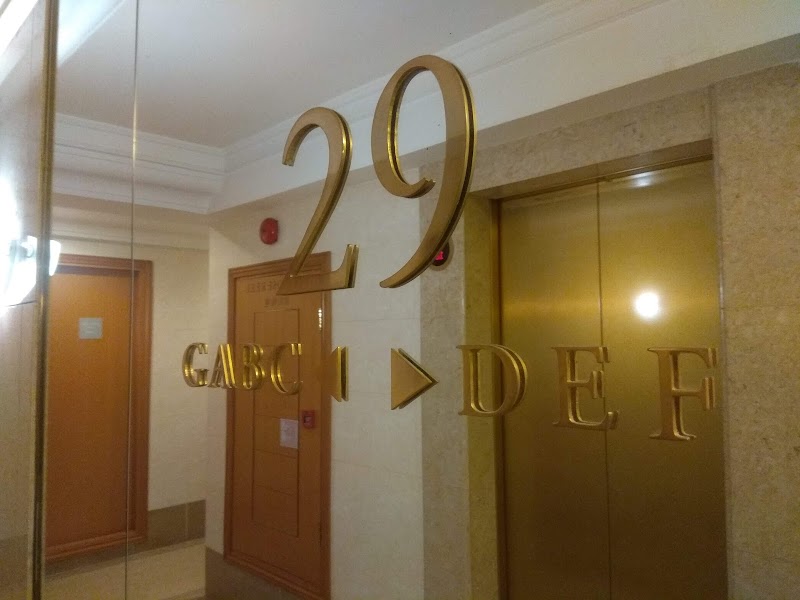 29
GABC ◀ ▶ DEF